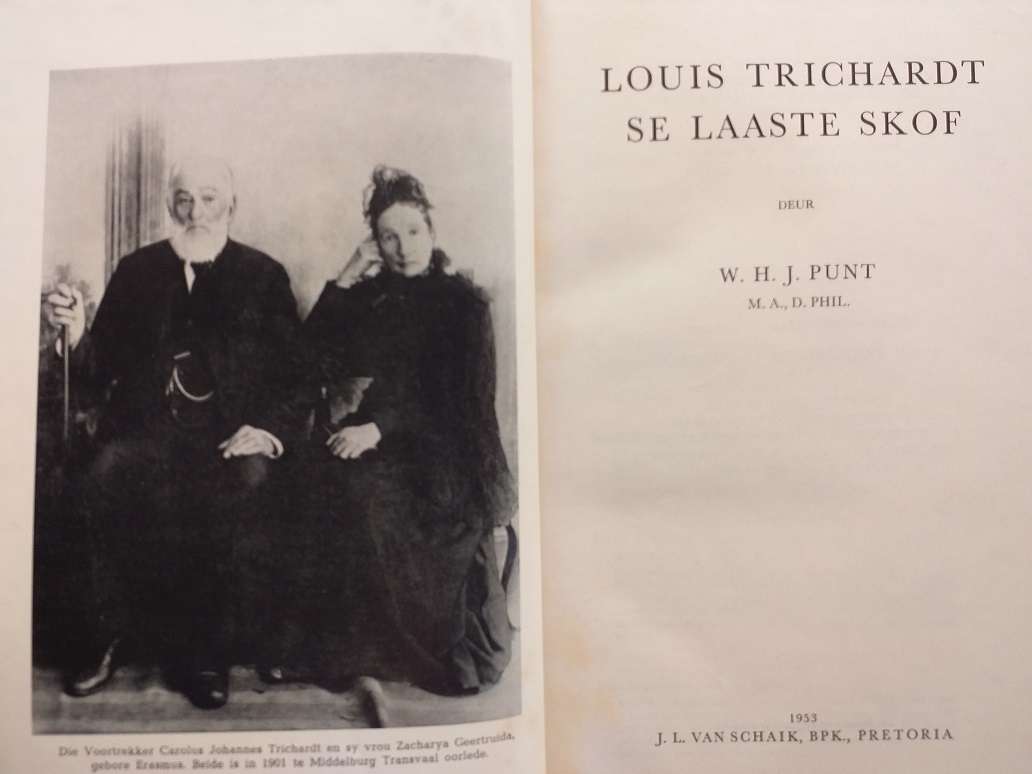 Die Voortrekker Carolus Johannes Trichardt en sy vrou Zacharya Geertruida,
gebore Erasmus. Beide is in 1901 te Middelburg Transvaal oorlede.
LOUIS TRICHARDT
SE LAASTE SKOF
DEUR
W. H. J. PUNT
M. A., D. PHIL.
1953
J. L. VAN SCHAIK, BPK., PRETORIA